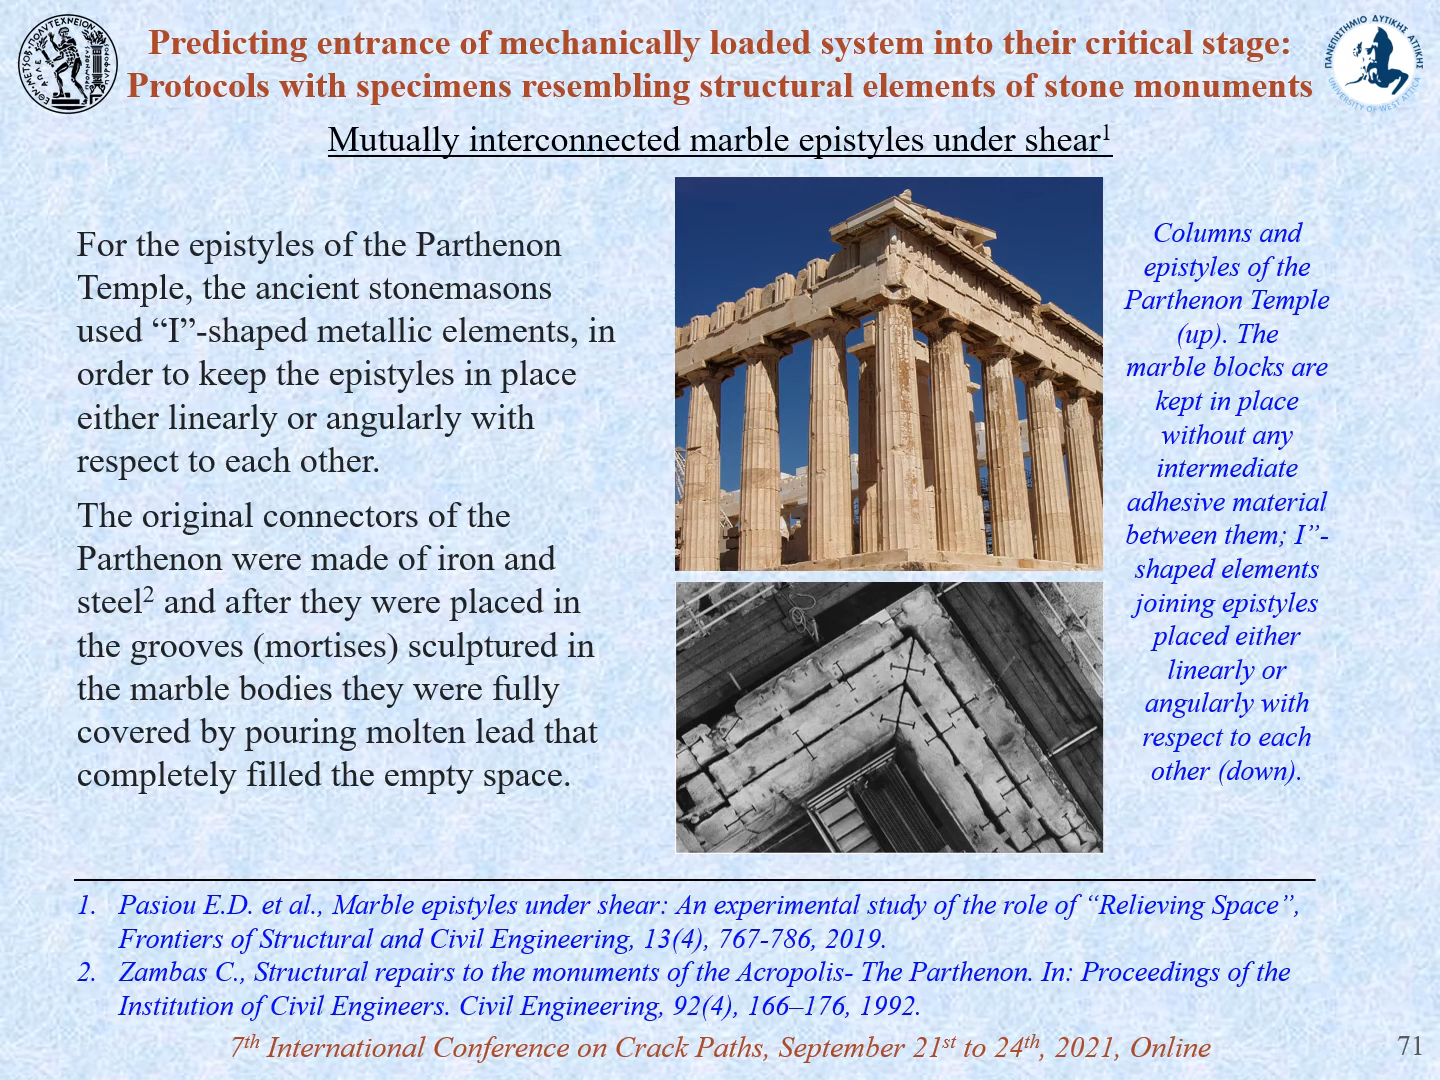 Predicting entrance of mechanically loaded system into their critical stage:
Protocols with specimens resembling structural elements of stone monuments
Mutually interconnected marble epistyles under shear1
For the epistyles of the Parthenon
Temple, the ancient stonemasons
used “I”-shaped metallic elements, in
order to keep the epistyles in place
either linearly or angularly with
respect to each other.
The original connectors of the
Parthenon were made of iron and
steel2 and after they were placed in
the grooves (mortises) sculptured in
the marble bodies they were fully
covered by pouring molten lead that
completely filled the empty space.
Columns and
epistyles of the
Parthenon Temple
(up). The
marble blocks are
kept in place
without any
intermediate
adhesive material
between them; I”-
shaped elements
joining epistyles
placed either
linearly or
angularly with
respect to each
other (down).
1. Pasiou E.D. et al., Marble epistyles under shear: An experimental study of the role of “Relieving Space”,
Frontiers of Structural and Civil Engineering, 13(4), 767-786, 2019.
2. Zambas C., Structural repairs to the monuments of the Acropolis- The Parthenon. In: Proceedings of the
Institution of Civil Engineers. Civil Engineering, 92(4), 166–176, 1992.
7th International Conference on Crack Paths, September 21st to 24th, 2021, Online
71
ΠΑΝΕΠΙΣΤΗΜΙΟ ΔΥΤΙΚΗΣ ΑΤΤΙΚΗΣ
UNIVERSITY OF WEST ATTICA